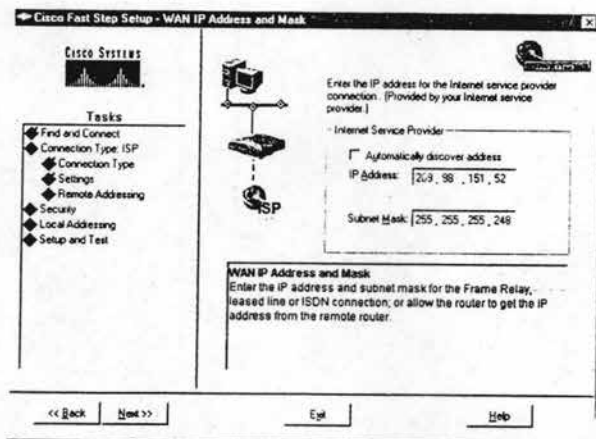 Cisco Fast Step Setup - WAN IP Address and Mask
CISCO SYSTEMS
Tasks
Find and Connect
Connection Type: ISP
Connection Type
Settings
Remote Addressing
Security
Local Addressing
Setup and Test
ISP
Enter the IP address for the Internet service provider
connection. (Provided by your Internet service
provider.)
Internet Service Provider
Automatically discover address
IP Address: 209 . 98 . 151 . 52
Subnet Mask: 255 . 255 . 255 . 248
WAN IP Address and Mask
Enter the IP address and subnet mask for the Frame Relay,
leased line or ISDN connection; or allow the router to get the IP
address from the remote router.
<< Back
Next >>
Exit
Help